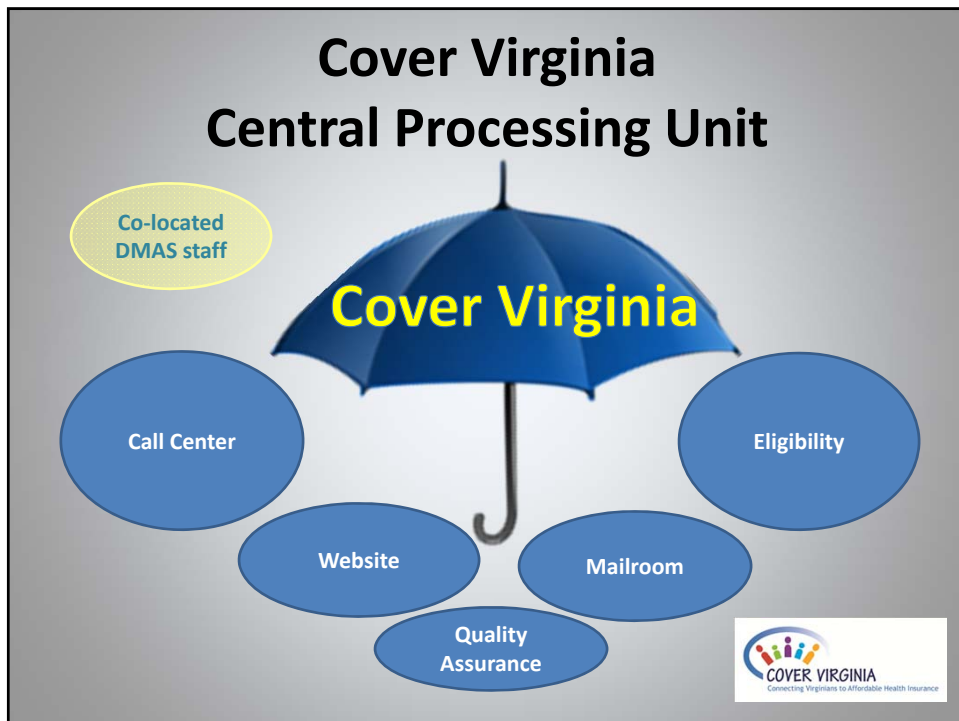 Cover Virginia
Central Processing Unit
Co-located
DMAS staff
Cover Virginia
Call Center
Eligibility
Website
Mailroom
Quality
Assurance
COVER VIRGINIA
Connecting Virginians to Affordable Health Insurance